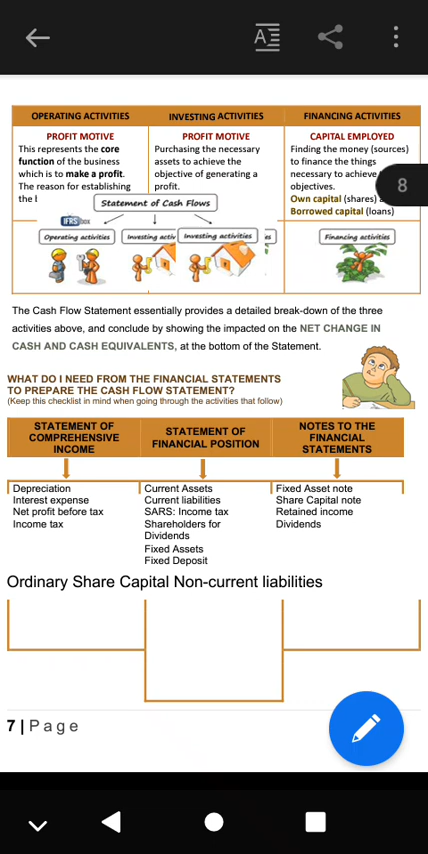 A
OPERATING ACTIVITIES
INVESTING ACTIVITIES
FINANCING ACTIVITIES
PROFIT MOTIVE
This represents the core
function of the business
which is to make a profit.
The reason for establishing
the
PROFIT MOTIVE
Purchasing the necessary
assets to achieve the
objective of generating a
profit.
CAPITAL EMPLOYED
Finding the money (sources)
to finance the things
necessary to achieve
objectives.
Own capital (shares)
Borrowed capital (loans)
8
Statement of Cash Flows
IFRS box
Operating activities
Investing activ
Investing activities
es
Financing activities
The Cash Flow Statement essentially provides a detailed break-down of the three
activities above, and conclude by showing the impacted on the NET CHANGE IN
CASH AND CASH EQUIVALENTS, at the bottom of the Statement.
WHAT DO I NEED FROM THE FINANCIAL STATEMENTS
TO PREPARE THE CASH FLOW STATEMENT?
(Keep this checklist in mind when going through the activities that follow)
STATEMENT OF
COMPREHENSIVE
INCOME
STATEMENT OF
FINANCIAL POSITION
NOTES TO THE
FINANCIAL
STATEMENTS
Depreciation
Interest expense
Net profit before tax
Income tax
Current Assets
Current liabilities
SARS: Income tax
Shareholders for
Dividends
Fixed Assets
Fixed Deposit
Fixed Asset note
Share Capital note
Retained income
Dividends
Ordinary Share Capital Non-current liabilities
7 | Page